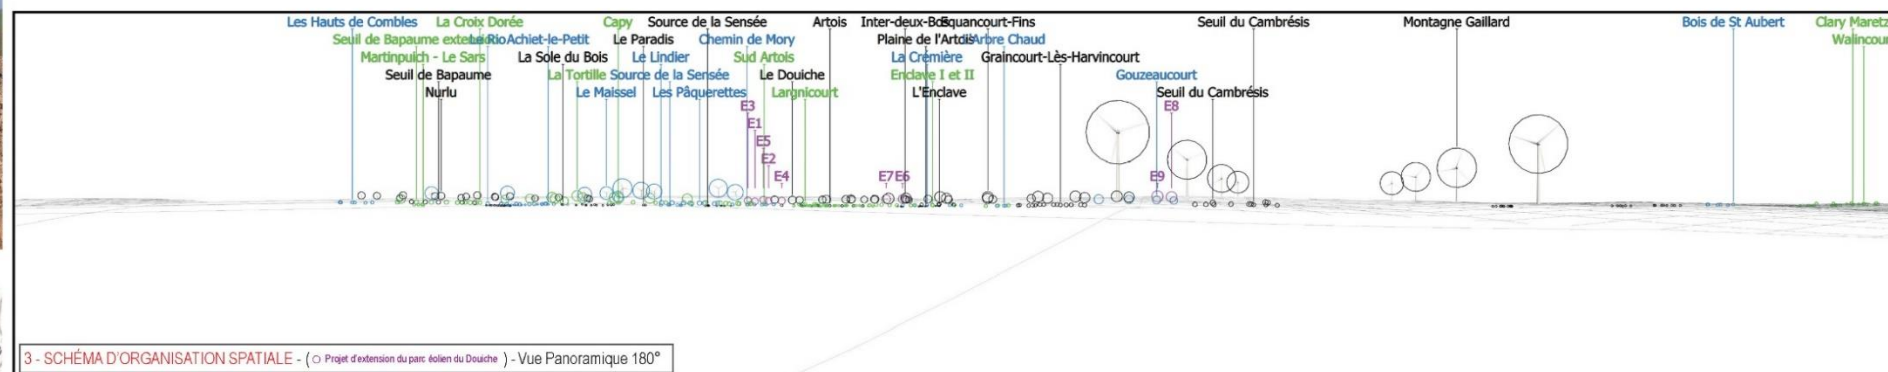 Les Hauts de Combles La Croix Dorée Capy Source de la Sensée Artois Inter-deux-Bos Equancourt-Fins Seuil du Cambrésis Montagne Gaillard Bois de St Aubert Clary Maretz
Seuil de Bapaume Le Rio Achiet-le-Petit Le Paradis Chemin de Mory Plaine de l'Artois L'Arbre Chaud Walincour
Martinpuich - Le Sars La Sole du Bois Le Lindier Sud Artois La Crémière Graincourt-Lès-Harvincourt
Seuil de Bapaume La Tortille Source de la Sensée Le Douiche Enclave I et II Gouzeaucourt
Nurlu Le Maissel Les Pâquerettes Largnicourt L'Enclave Seuil du Cambrésis
E3 E8
E1
E5
E2
E4 E7 E6 E9
3 - SCHÉMA D'ORGANISATION SPATIALE - ( Projet d'extension du parc éolien du Douiche ) - Vue Panoramique 180°